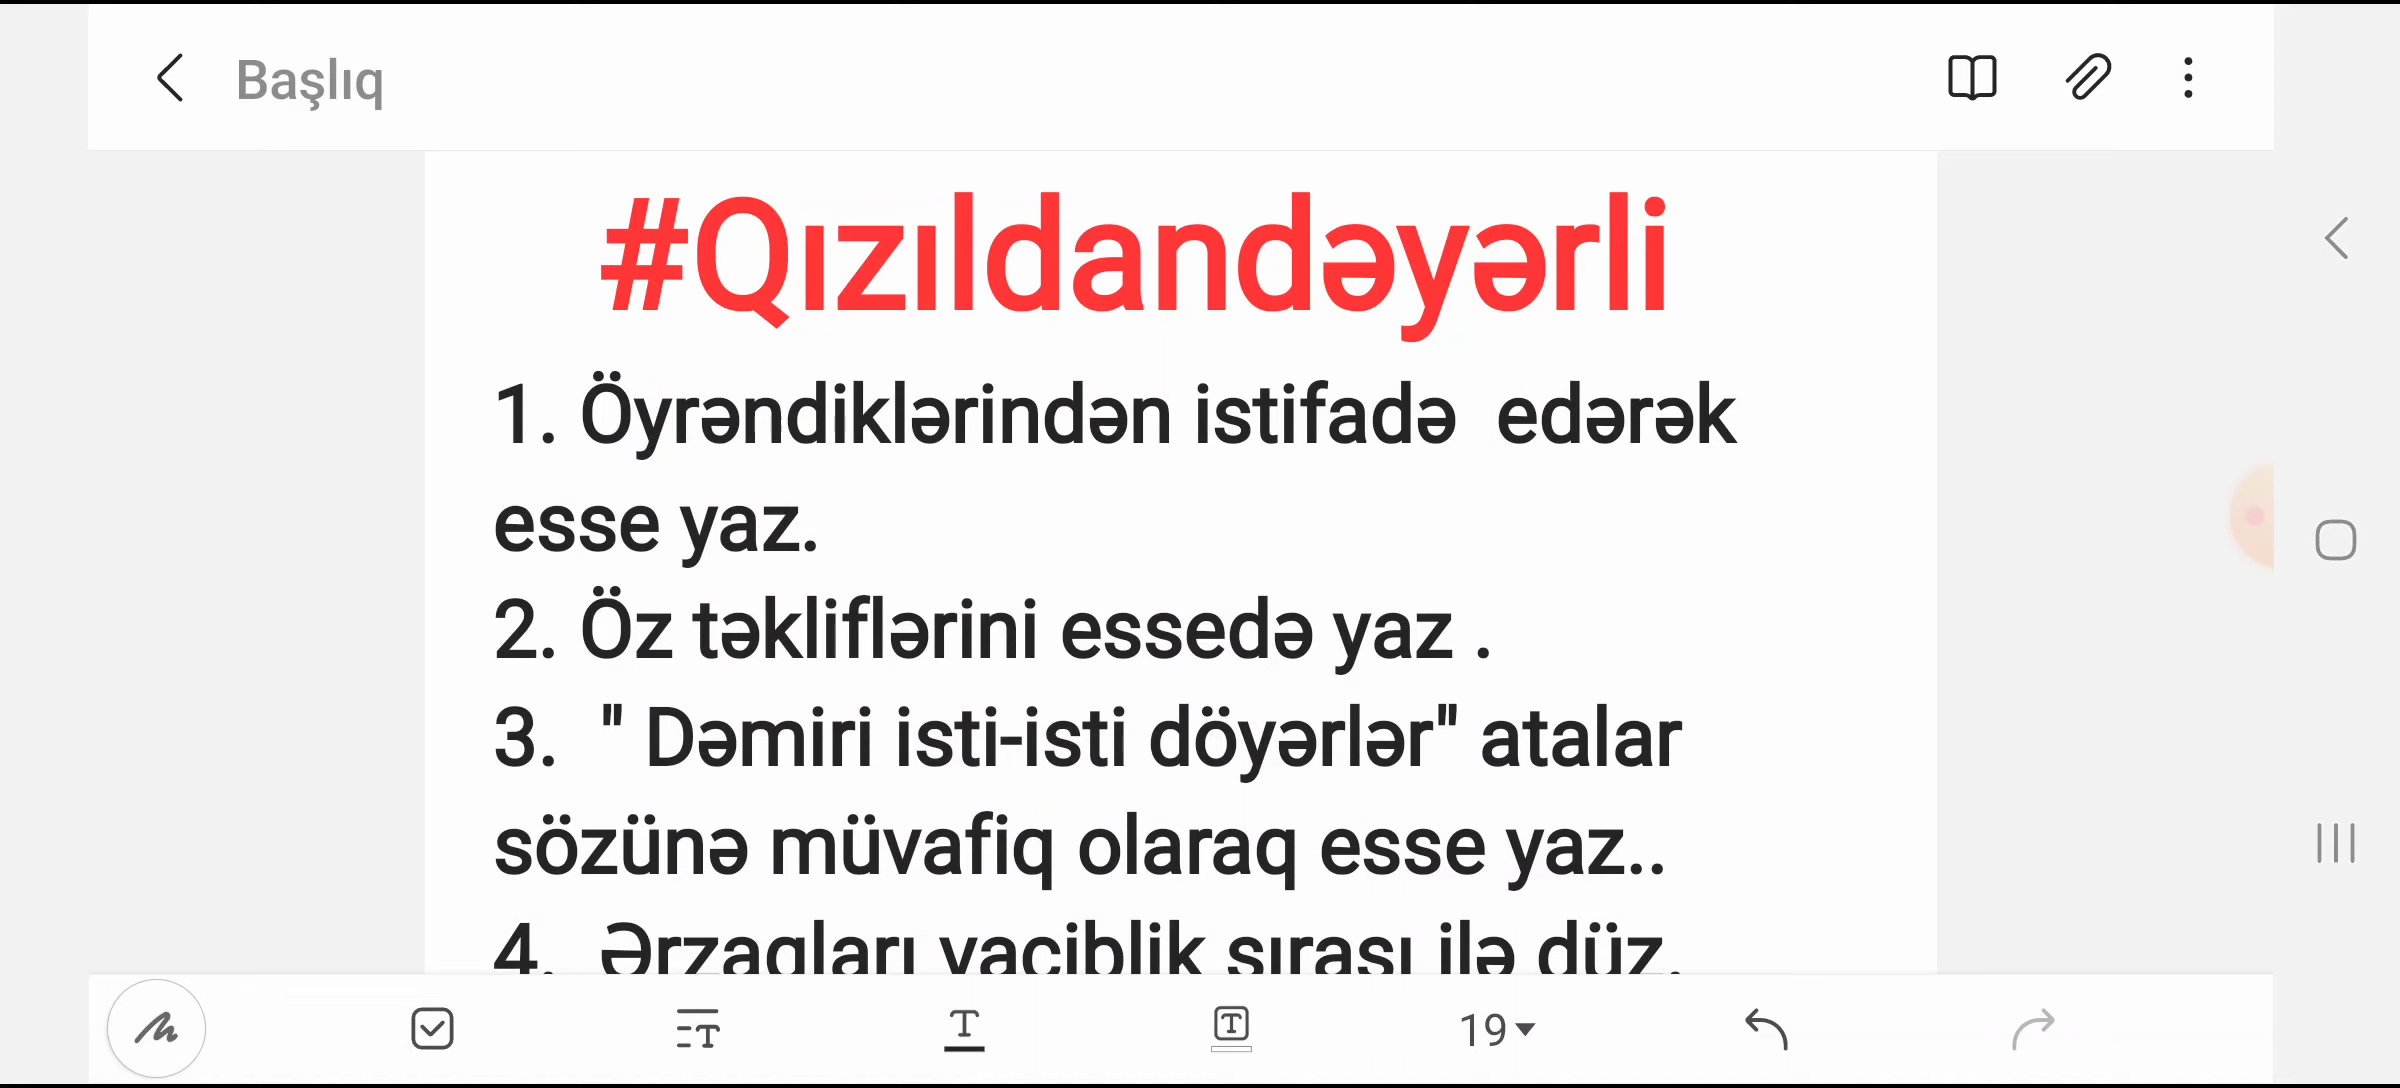 Başlıq
#Qızıldandəyərli
1. Öyrəndiklərindən istifadə  edərək
esse yaz.
2. Öz təkliflərini essedə yaz .
3.  " Dəmiri isti-isti döyərlər" atalar
sözünə müvafiq olaraq esse yaz..
4.  Ərzaqları vaciblik sırası ilə düz.
19